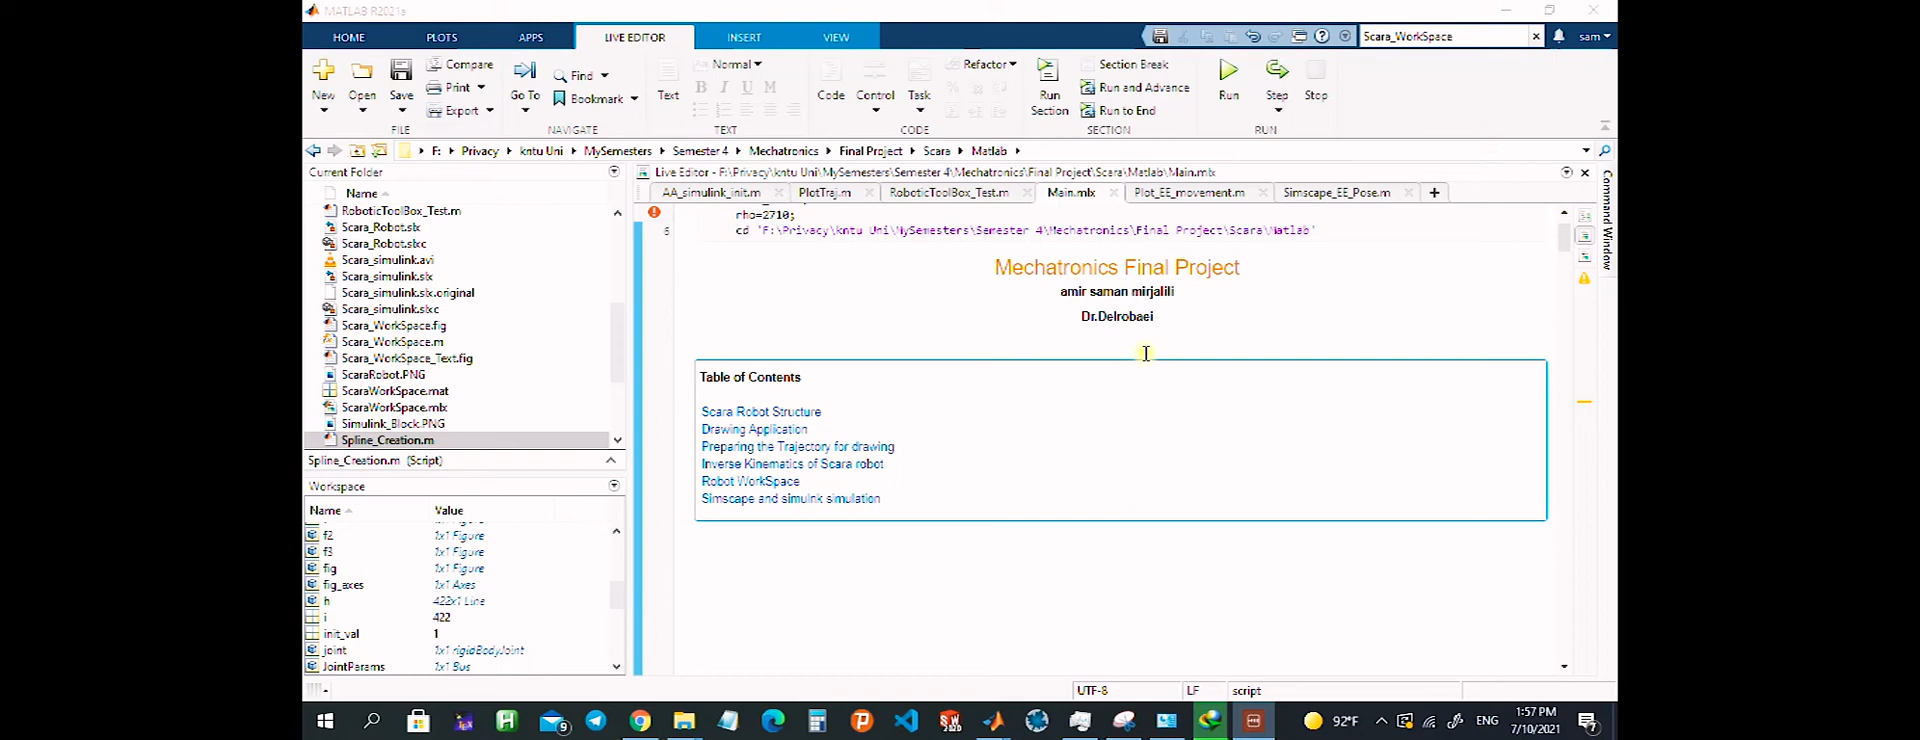 MATLAB R2021a
HOME PLOTS APPS LIVE EDITOR INSERT VIEW
Scara_WorkSpace
sam
New
Open
Save
Compare
Print
Export
FILE
Go To
Find
Bookmark
NAVIGATE
Text
Normal
B I U M
TEXT
Code
Control
Task
Refactor
CODE
Run
Section
Section Break
Run and Advance
Run to End
SECTION
Run
Step
Stop
RUN
F: Privacy kntu Uni MySemesters Semester 4 Mechatronics Final Project Scara Matlab
Current Folder
Name
RoboticToolBox_Test.m
Scara_Robot.slx
Scara_Robot.slxc
Scara_simulink.avi
Scara_simulink.slx
Scara_simulink.slx.original
Scara_simulink.slxc
Scara_WorkSpace.fig
Scara_WorkSpace.m
Scara_WorkSpace_Text.fig
ScaraRobot.PNG
ScaraWorkSpace.mat
ScaraWorkSpace.mlx
Simulink_Block.PNG
Spline_Creation.m
Spline_Creation.m (Script)
Workspace
Name Value
f2 1x1 Figure
f3 1x1 Figure
fig 1x1 Figure
fig_axes 1x1 Axes
h 422x1 Line
i 422
init_val 1
joint 1x1 rigidBodyJoint
JointParams 1x1 Bus
Live Editor - F:\Privacy\kntu Uni\MySemesters\Semester 4\Mechatronics\Final Project\Scara\Matlab\Main.mlx
AA_simulink_init.m PlotTraj.m RoboticToolBox_Test.m Main.mlx Plot_EE_movement.m Simscape_EE_Pose.m
rho=2710;
6 cd 'F:\Privacy\kntu Uni\MySemesters\Semester 4\Mechatronics\Final Project\Scara\Matlab'
Mechatronics Final Project
amir saman mirjalili
Dr.Delrobaei
Table of Contents
Scara Robot Structure
Drawing Application
Preparing the Trajectory for drawing
Inverse Kinematics of Scara robot
Robot WorkSpace
Simscape and simulnk simulation
Command Window
UTF-8 LF script
9
92°F ENG
1:57 PM
7/10/2021
7